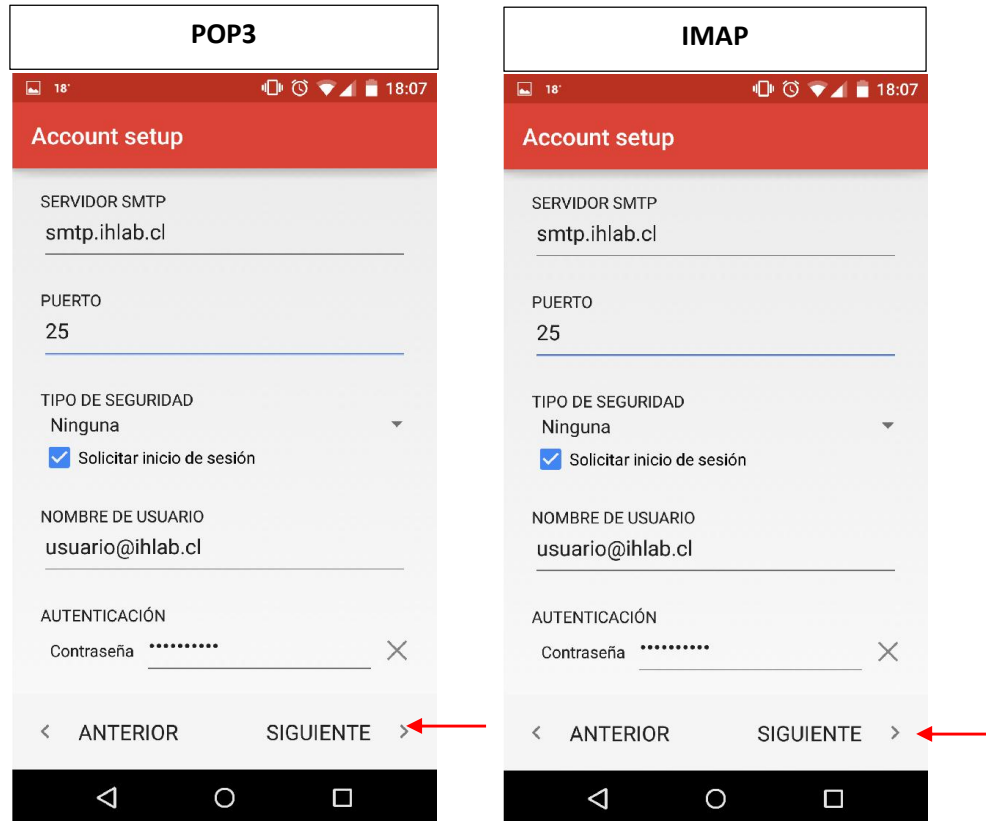 POP3
18°
18:07
Account setup
SERVIDOR SMTP
smtp.ihlab.cl
PUERTO
25
TIPO DE SEGURIDAD
Ninguna
Solicitar inicio de sesión
NOMBRE DE USUARIO
usuario@ihlab.cl
AUTENTICACIÓN
Contraseña ••••••••••
< ANTERIOR SIGUIENTE >
IMAP
18°
18:07
Account setup
SERVIDOR SMTP
smtp.ihlab.cl
PUERTO
25
TIPO DE SEGURIDAD
Ninguna
Solicitar inicio de sesión
NOMBRE DE USUARIO
usuario@ihlab.cl
AUTENTICACIÓN
Contraseña ••••••••••
< ANTERIOR SIGUIENTE >